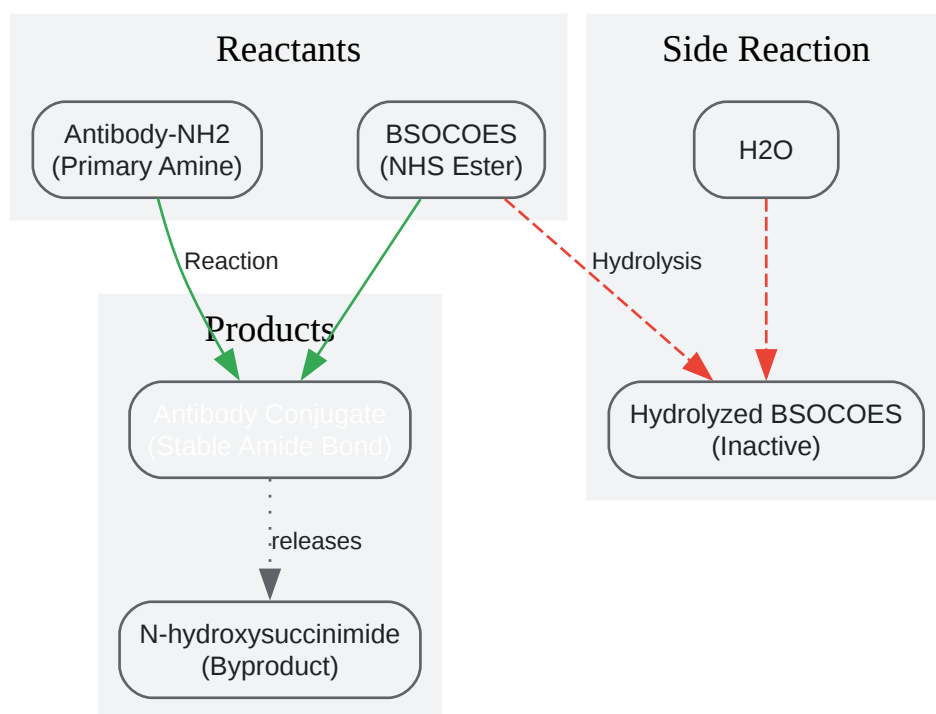 Reactants
Side Reaction
Antibody-NH2
(Primary Amine)
BSOCOES
(NHS Ester)
H2O
Reaction
Hydrolysis
Products
Antibody Conjugate
(Stable Amide Bond)
Hydrolyzed BSOCOES
(Inactive)
releases
N-hydroxysuccinimide
(Byproduct)